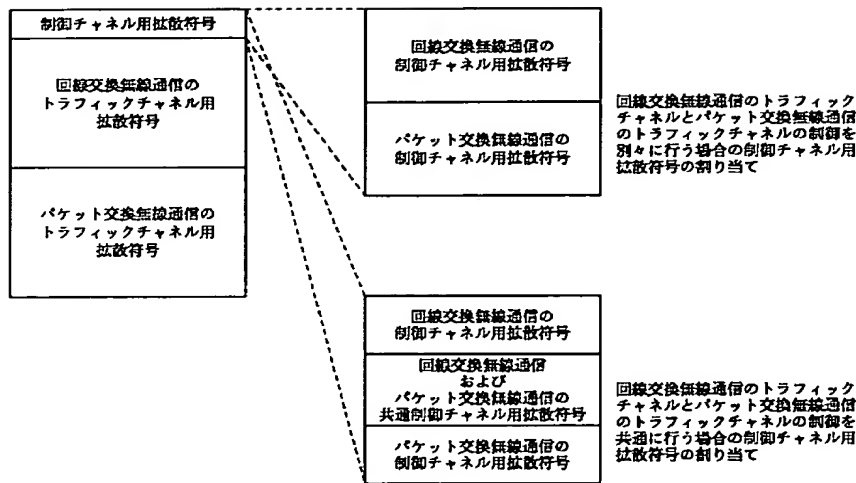 制御チャネル用拡散符号
回線交換無線通信の
トラフィックチャネル用
拡散符号
パケット交換無線通信の
トラフィックチャネル用
拡散符号
回線交換無線通信の
制御チャネル用拡散符号
パケット交換無線通信の
制御チャネル用拡散符号
回線交換無線通信のトラフィック
チャネルとパケット交換無線通信
のトラフィックチャネルの制御を
別々に行う場合の制御チャネル用
拡散符号の割り当て
回線交換無線通信の
制御チャネル用拡散符号
回線交換無線通信
および
パケット交換無線通信の
共通制御チャネル用拡散符号
パケット交換無線通信の
制御チャネル用拡散符号
回線交換無線通信のトラフィック
チャネルとパケット交換無線通信
のトラフィックチャネルの制御を
共通に行う場合の制御チャネル用
拡散符号の割り当て